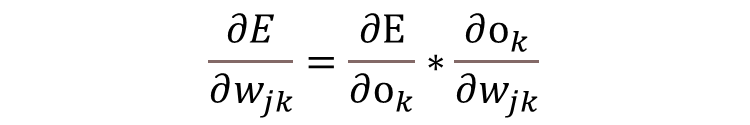 ∂E/∂w_jk = ∂E/∂o_k * ∂o_k/∂w_jk